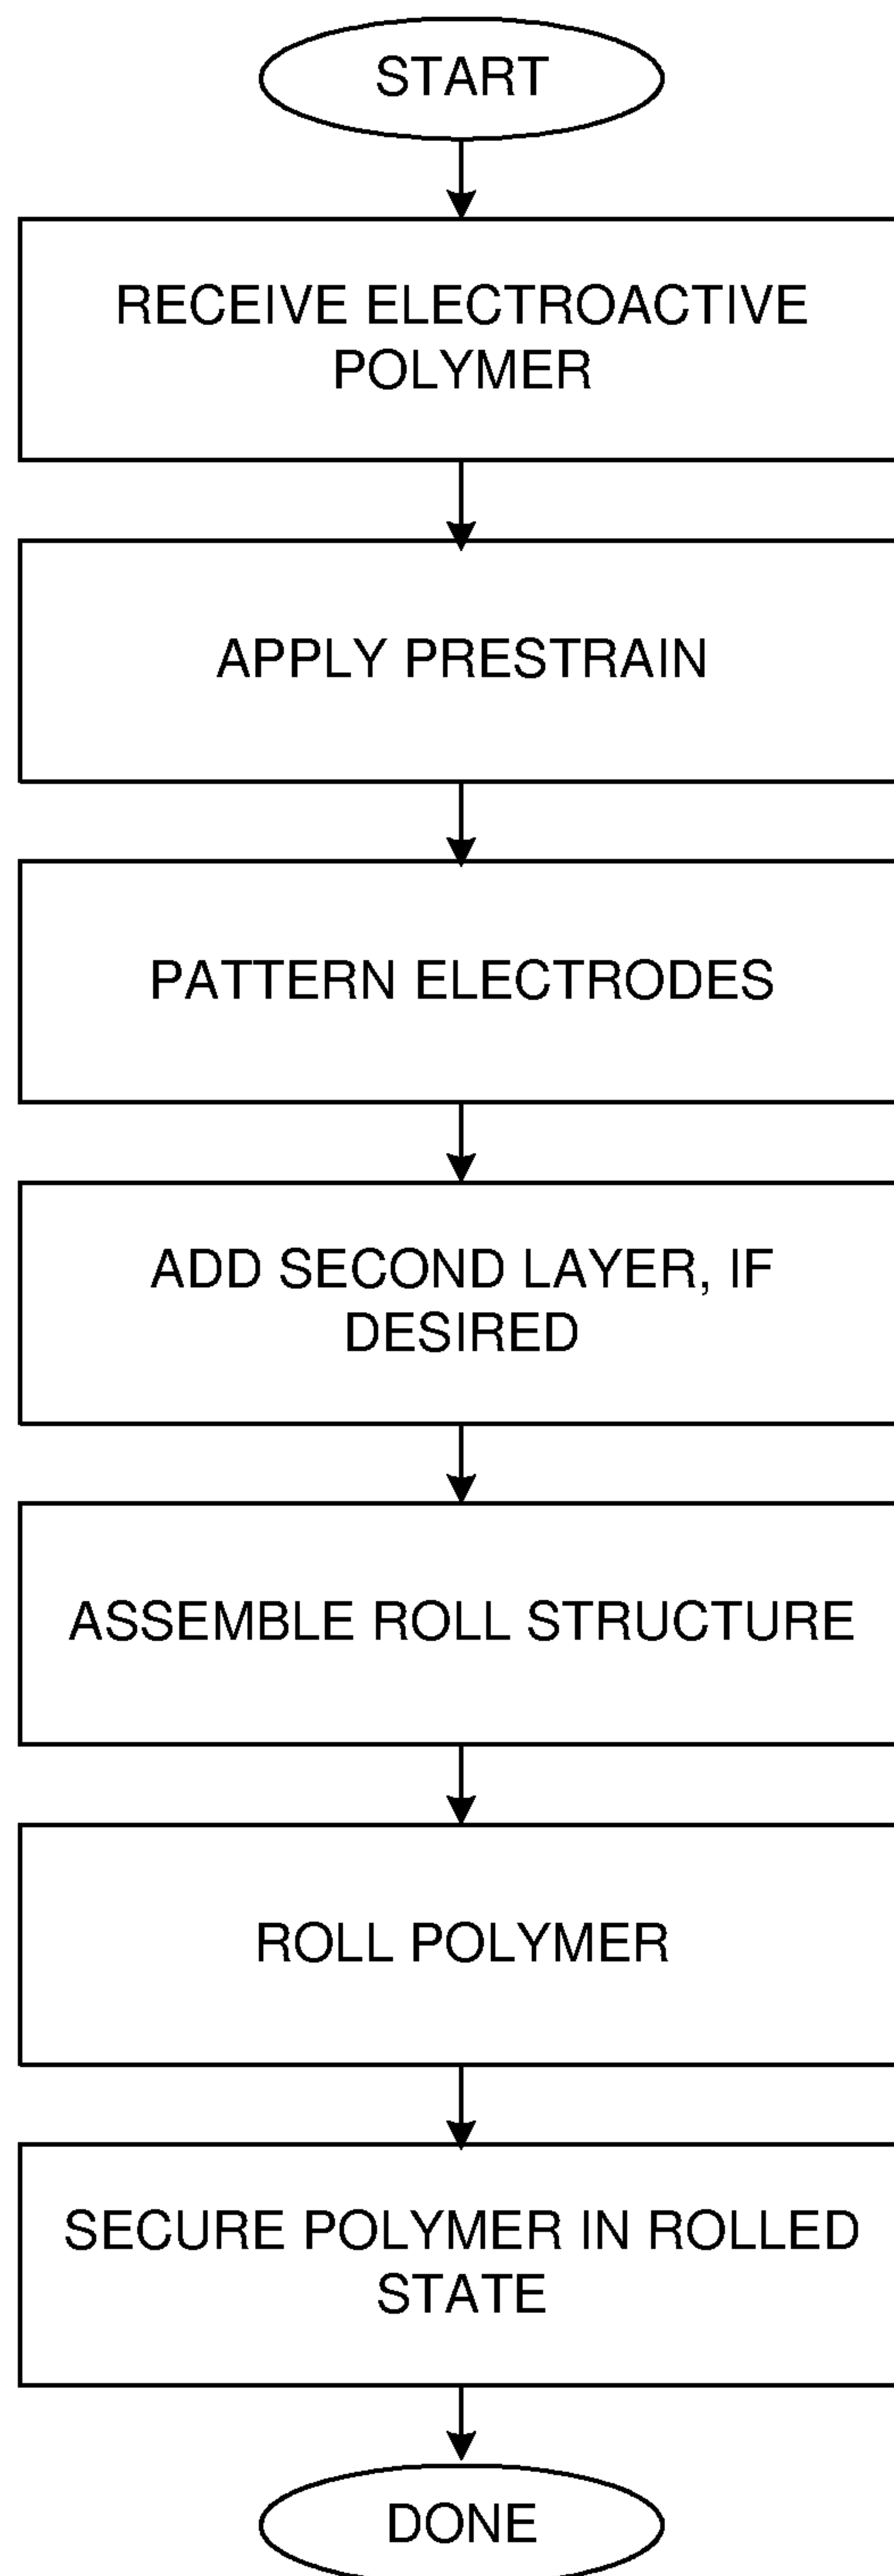 START
RECEIVE ELECTROACTIVE
POLYMER
APPLY PRESTRAIN
PATTERN ELECTRODES
ADD SECOND LAYER, IF
DESIRED
ASSEMBLE ROLL STRUCTURE
ROLL POLYMER
SECURE POLYMER IN ROLLED
STATE
DONE